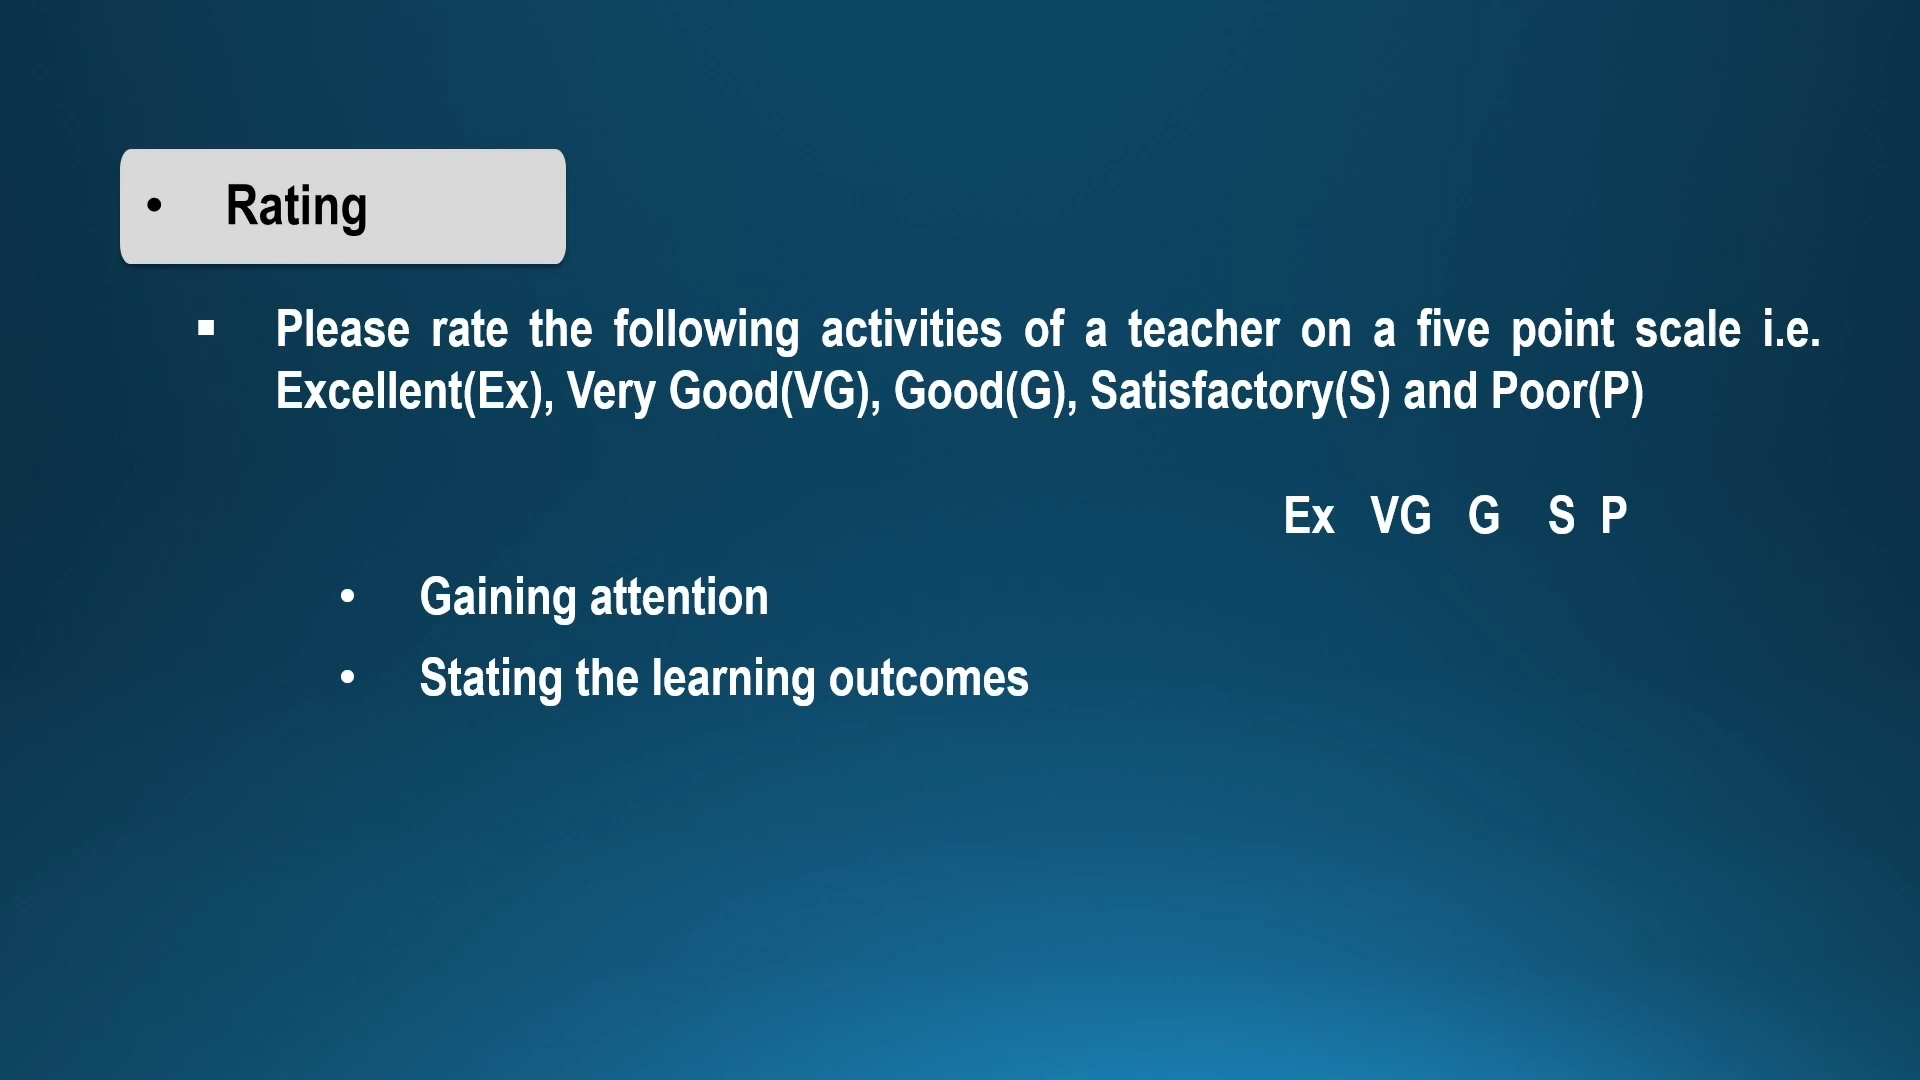 • Rating
▪ Please rate the following activities of a teacher on a five point scale i.e.
Excellent(Ex), Very Good(VG), Good(G), Satisfactory(S) and Poor(P)
Ex VG G S P
• Gaining attention
• Stating the learning outcomes